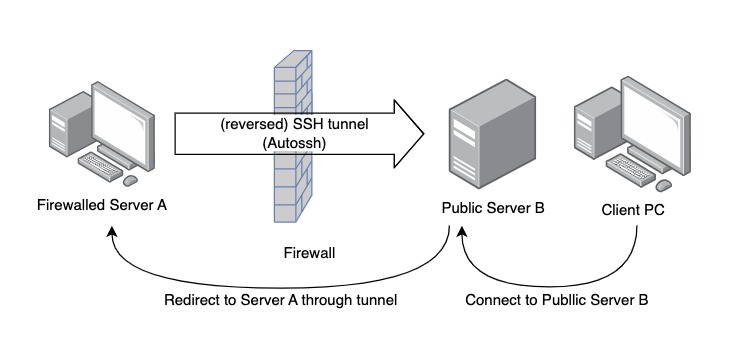 (reversed) SSH tunnel
(Autossh)
Firewalled Server A
Public Server B
Client PC
Firewall
Redirect to Server A through tunnel
Connect to Publlic Server B